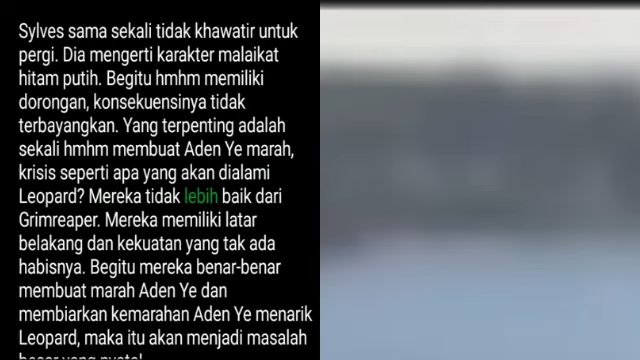 Sylves sama sekali tidak khawatir untuk
pergi. Dia mengerti karakter malaikat
hitam putih. Begitu hmhm memiliki
dorongan, konsekuensinya tidak
terbayangkan. Yang terpenting adalah
sekali hmhm membuat Aden Ye marah,
krisis seperti apa yang akan dialami
Leopard? Mereka tidak lebih baik dari
Grimreaper. Mereka memiliki latar
belakang dan kekuatan yang tak ada
habisnya. Begitu mereka benar-benar
membuat marah Aden Ye dan
membiarkan kemarahan Aden Ye menarik
Leopard, maka itu akan menjadi masalah
besar yang nyata!